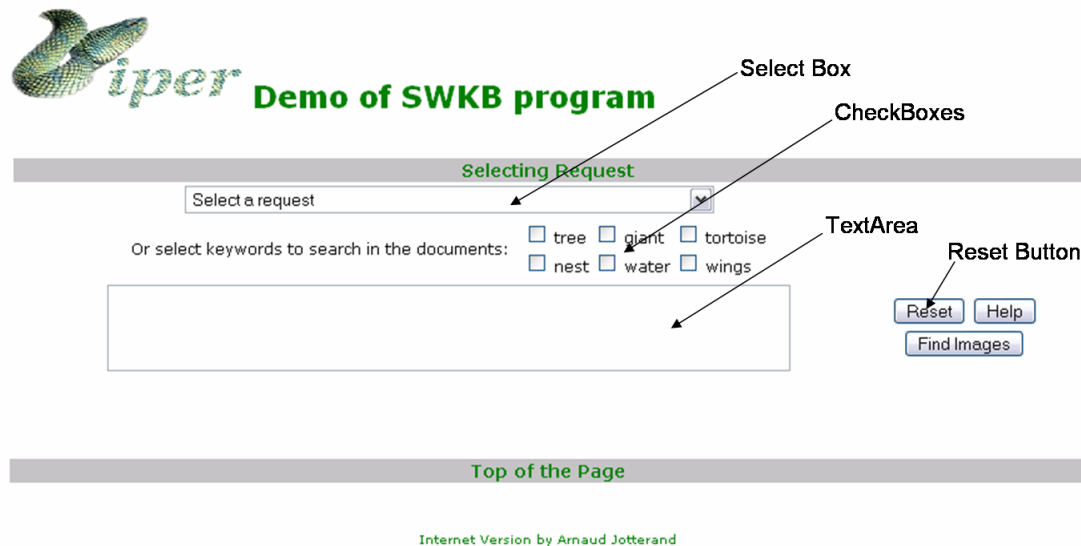 iper
Demo of SWKB program
Select Box
CheckBoxes
Selecting Request
Select a request
TextArea
Or select keywords to search in the documents:
tree giant tortoise
nest water wings
Reset Button
Reset Help
Find Images
Top of the Page
Internet Version by Arnaud Jotterand